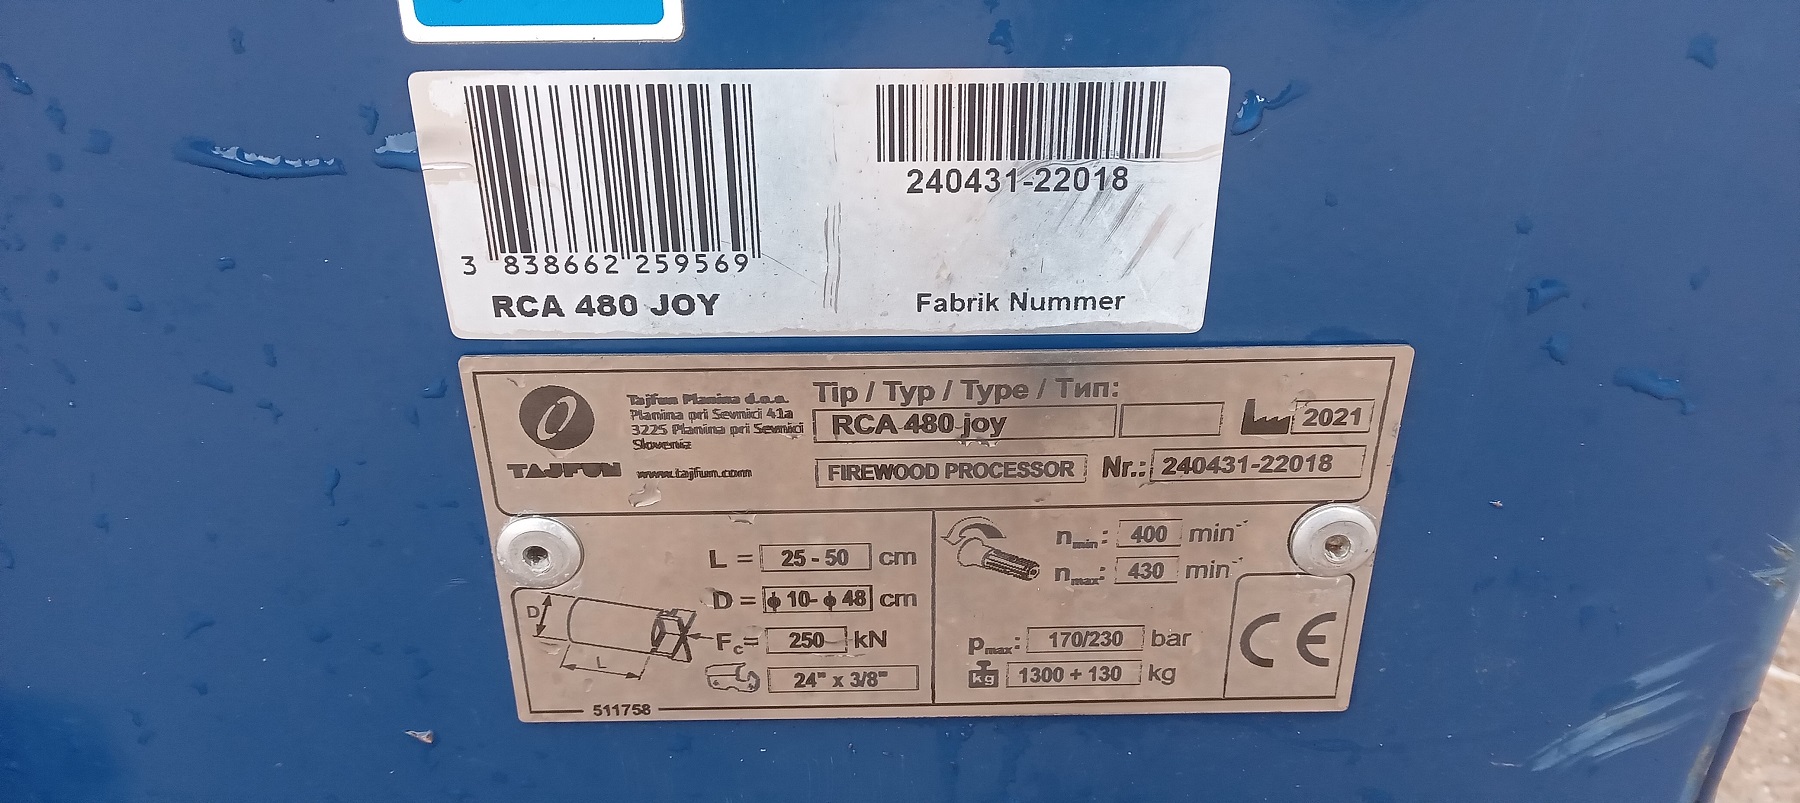 3 838662 259569
RCA 480 JOY
240431-22018
Fabrik Nummer
TAJFUN
Tajfun Planina d.o.o.
Planina pri Sevnici 41a
3225 Planina pri Sevnici
Slovenia
www.tajfun.com
Tip / Typ / Type / Тип:
RCA 480 joy
2021
FIREWOOD PROCESSOR
Nr.: 240431-22018
L = 25 - 50 cm
D = ϕ 10- ϕ 48 cm
Fc= 250 kN
24" x 3/8"
D
L
511758
nmin: 400 min-1
nmax: 430 min-1
pmax: 170/230 bar
kg 1300 + 130 kg
CE